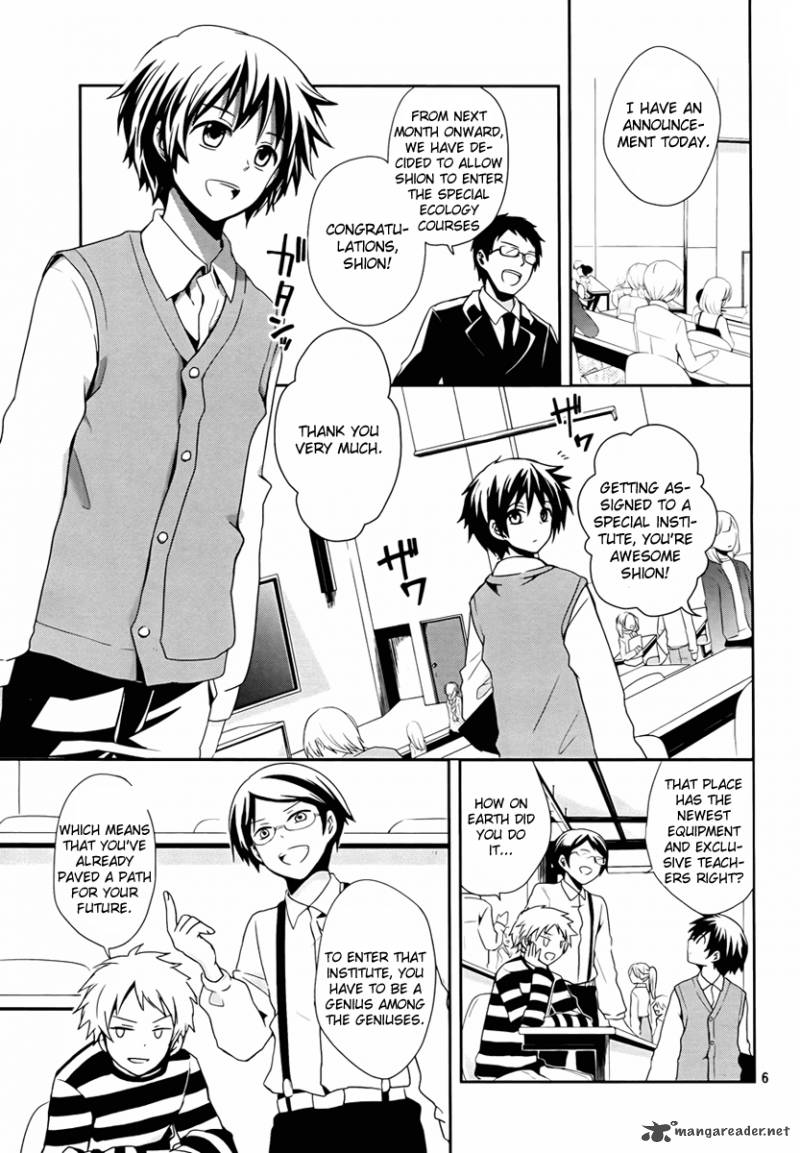 I HAVE AN
ANNOUNCE-
MENT TODAY.
FROM NEXT
MONTH ONWARD,
WE HAVE DE-
CIDED TO ALLOW
SHION TO ENTER
THE SPECIAL
ECOLOGY
COURSES
CONGRATU-
LATIONS,
SHION!
ガタンッ
THANK YOU
VERY MUCH.
ザワ
GETTING AS-
SIGNED TO A
SPECIAL INSTI-
TUTE, YOU'RE
AWESOME
SHION!
ザワ
THAT PLACE
HAS THE
NEWEST
EQUIPMENT
AND EXCLU-
SIVE TEACH-
ERS RIGHT?
HOW ON
EARTH DID
YOU DO
IT...
TO ENTER THAT
INSTITUTE, YOU
HAVE TO BE A
GENIUS AMONG
THE GENIUSES.
WHICH MEANS
THAT YOU'VE
ALREADY
PAVED A PATH
FOR YOUR
FUTURE.
6
mangareader.net